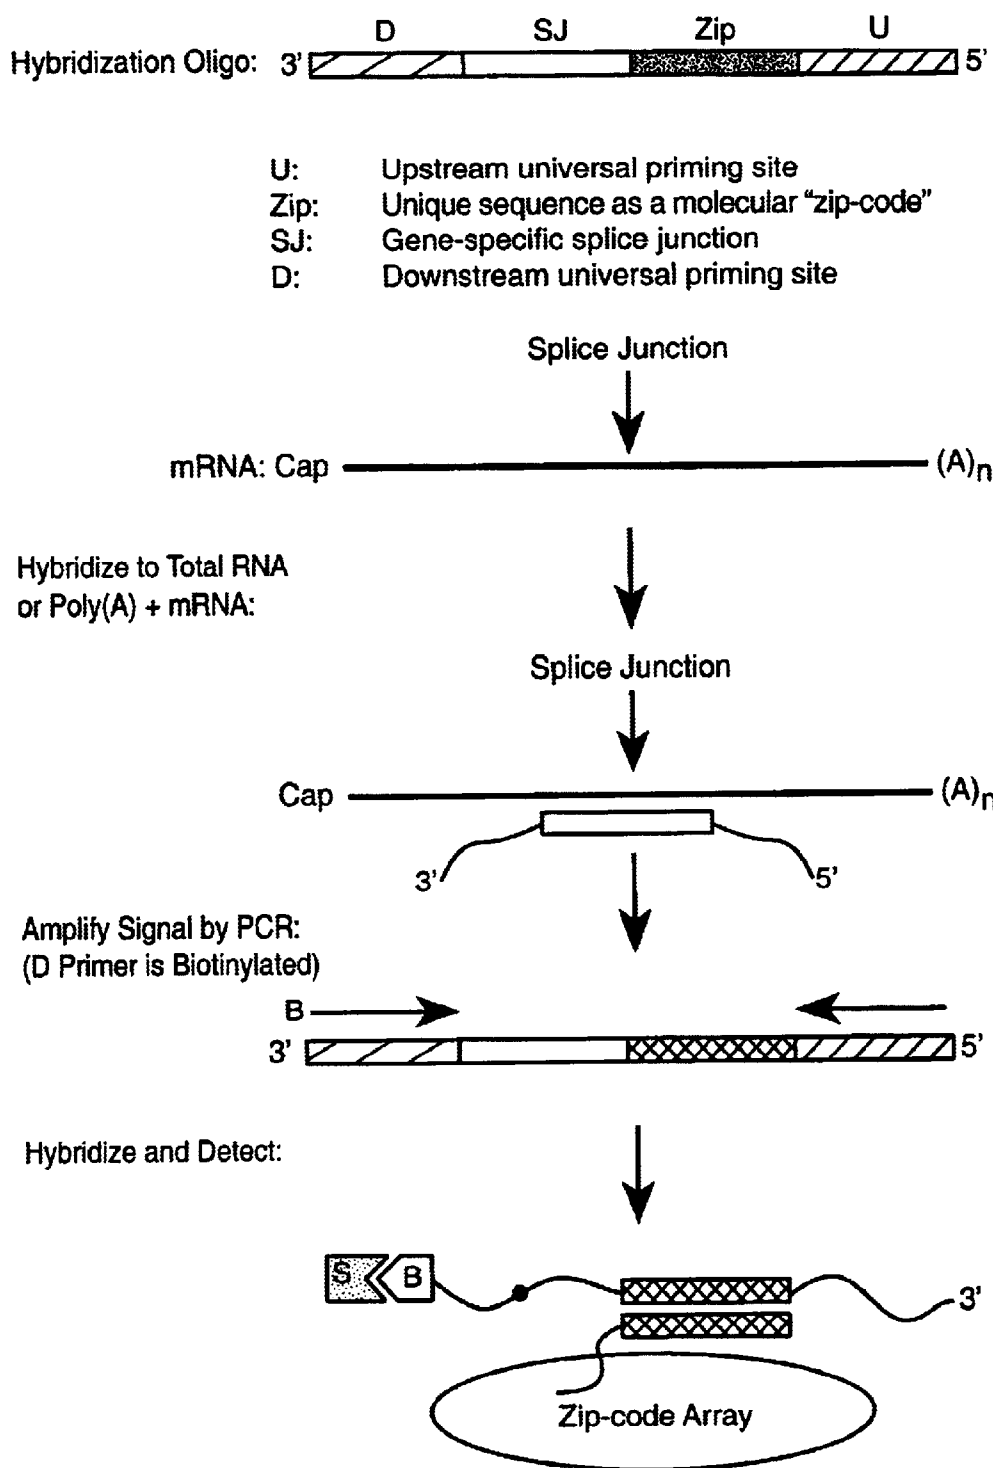 D SJ Zip U
Hybridization Oligo: 3' 5'
U: Upstream universal priming site
Zip: Unique sequence as a molecular "zip-code"
SJ: Gene-specific splice junction
D: Downstream universal priming site
Splice Junction
mRNA: Cap (A)n
Hybridize to Total RNA
or Poly(A) + mRNA:
Splice Junction
Cap (A)n
3' 5'
Amplify Signal by PCR:
(D Primer is Biotinylated)
B
3' 5'
Hybridize and Detect:
S B 3'
Zip-code Array